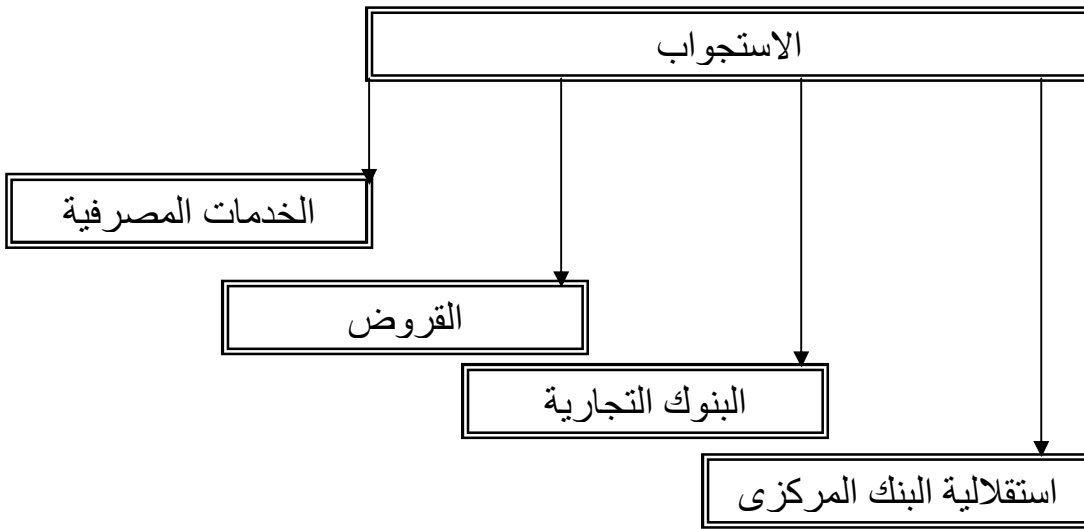 الاستجواب
الخدمات المصرفية
القروض
البنوك التجارية
استقلالية البنك المركزى